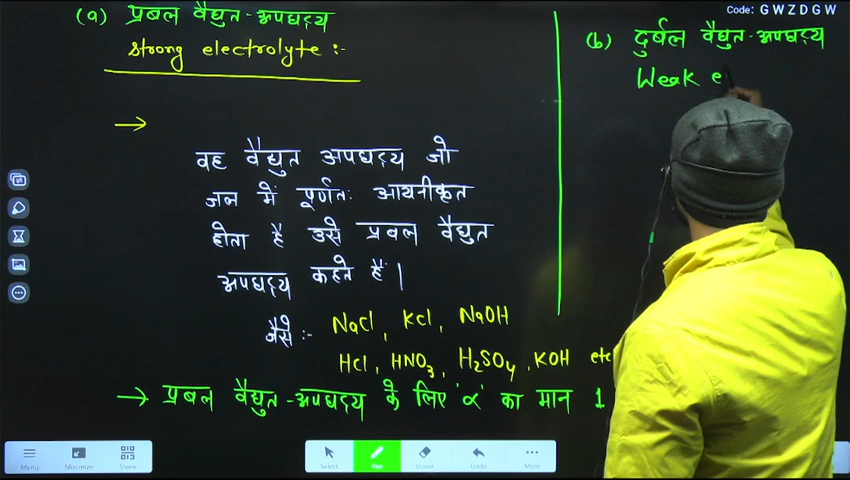 Code: G W Z D G W
(a) प्रबल वैद्युत-अपघट्य
strong electrolyte :-
→ वह वैद्युत अपघट्य जो
जल में पूर्णतः आयनीकृत
होता है उसे प्रबल वैद्युत
अपघट्य कहते हैं।
जैसे :- NaCl, KCl, NaOH
HCl, HNO3, H2SO4, KOH etc
→ प्रबल वैद्युत-अपघट्य के लिए 'α' का मान 1
(b) दुर्बल वैद्युत-अपघट्य
Weak e
Menu
Minimize
Share
Select
Pen
Eraser
Undo
More